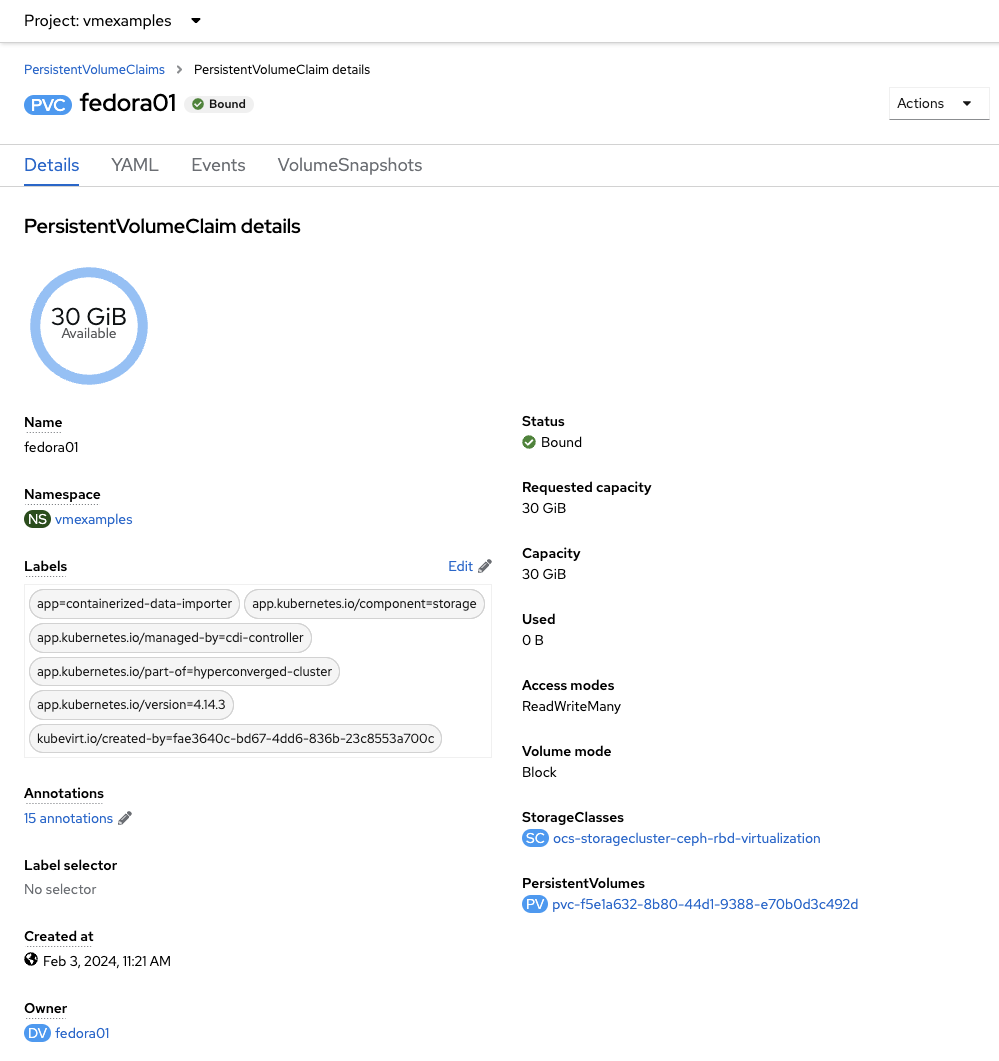 Project: vmexamples
PersistentVolumeClaims > PersistentVolumeClaim details
PVC fedora01 Bound
Actions
Details YAML Events VolumeSnapshots
PersistentVolumeClaim details
30 GiB
Available
Name
fedora01
Namespace
NS vmexamples
Labels
Edit
app=containerized-data-importer
app.kubernetes.io/component=storage
app.kubernetes.io/managed-by=cdi-controller
app.kubernetes.io/part-of=hyperconverged-cluster
app.kubernetes.io/version=4.14.3
kubevirt.io/created-by=fae3640c-bd67-4dd6-836b-23c8553a700c
Annotations
15 annotations
Label selector
No selector
Created at
Feb 3, 2024, 11:21 AM
Owner
DV fedora01
Status
Bound
Requested capacity
30 GiB
Capacity
30 GiB
Used
0 B
Access modes
ReadWriteMany
Volume mode
Block
StorageClasses
SC ocs-storagecluster-ceph-rbd-virtualization
PersistentVolumes
PV pvc-f5e1a632-8b80-44d1-9388-e70b0d3c492d